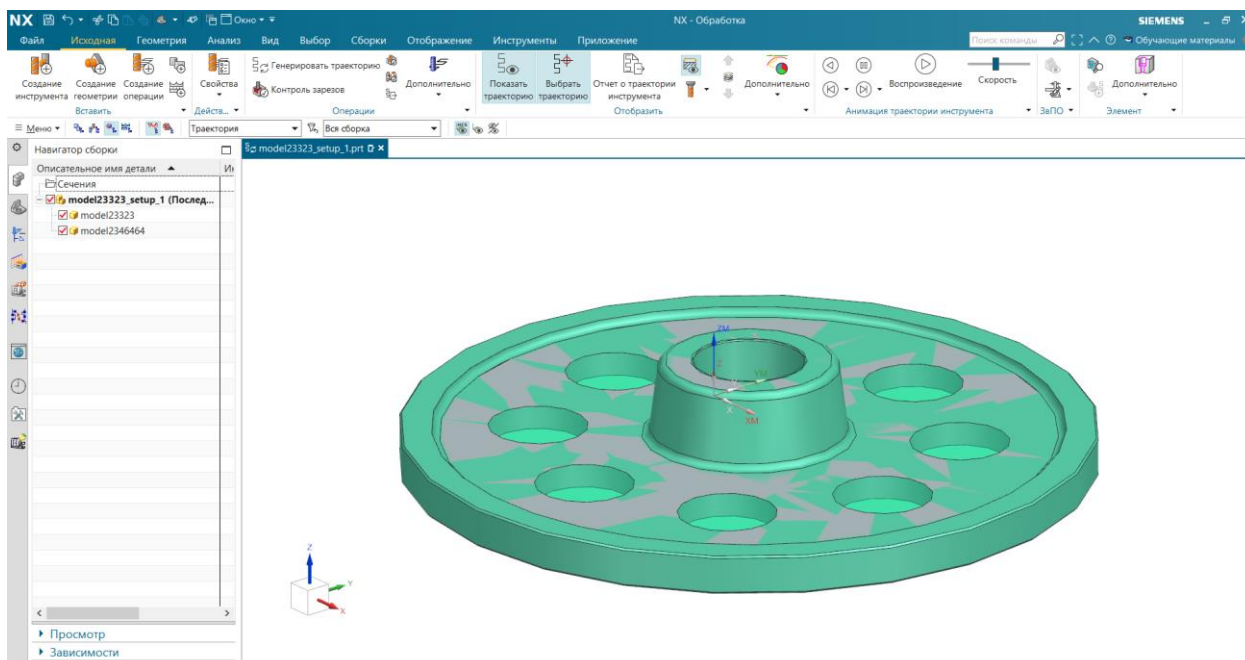 NX Окно NX - Обработка SIEMENS
Файл Исходная Геометрия Анализ Вид Выбор Сборки Отображение Инструменты Приложение Поиск команды Обучающие материалы
Создание инструмента Создание геометрии Создание операции Свойства Генерировать траекторию Контроль зарезов Дополнительно Показать траекторию Выбрать траекторию Отчет о траектории инструмента Дополнительно Воспроизведение Скорость Дополнительно
Вставить Действ... Операции Отобразить Анимация траектории инструмента ЗаПО Элемент
Меню Траектория Вся сборка
Навигатор сборки model23323_setup_1.prt
Описательное имя детали
Сечения
model23323_setup_1 (Послед...
model23323
model2346464
ZM
Z
YM
X
XM
Z
Y
X
Просмотр
Зависимости